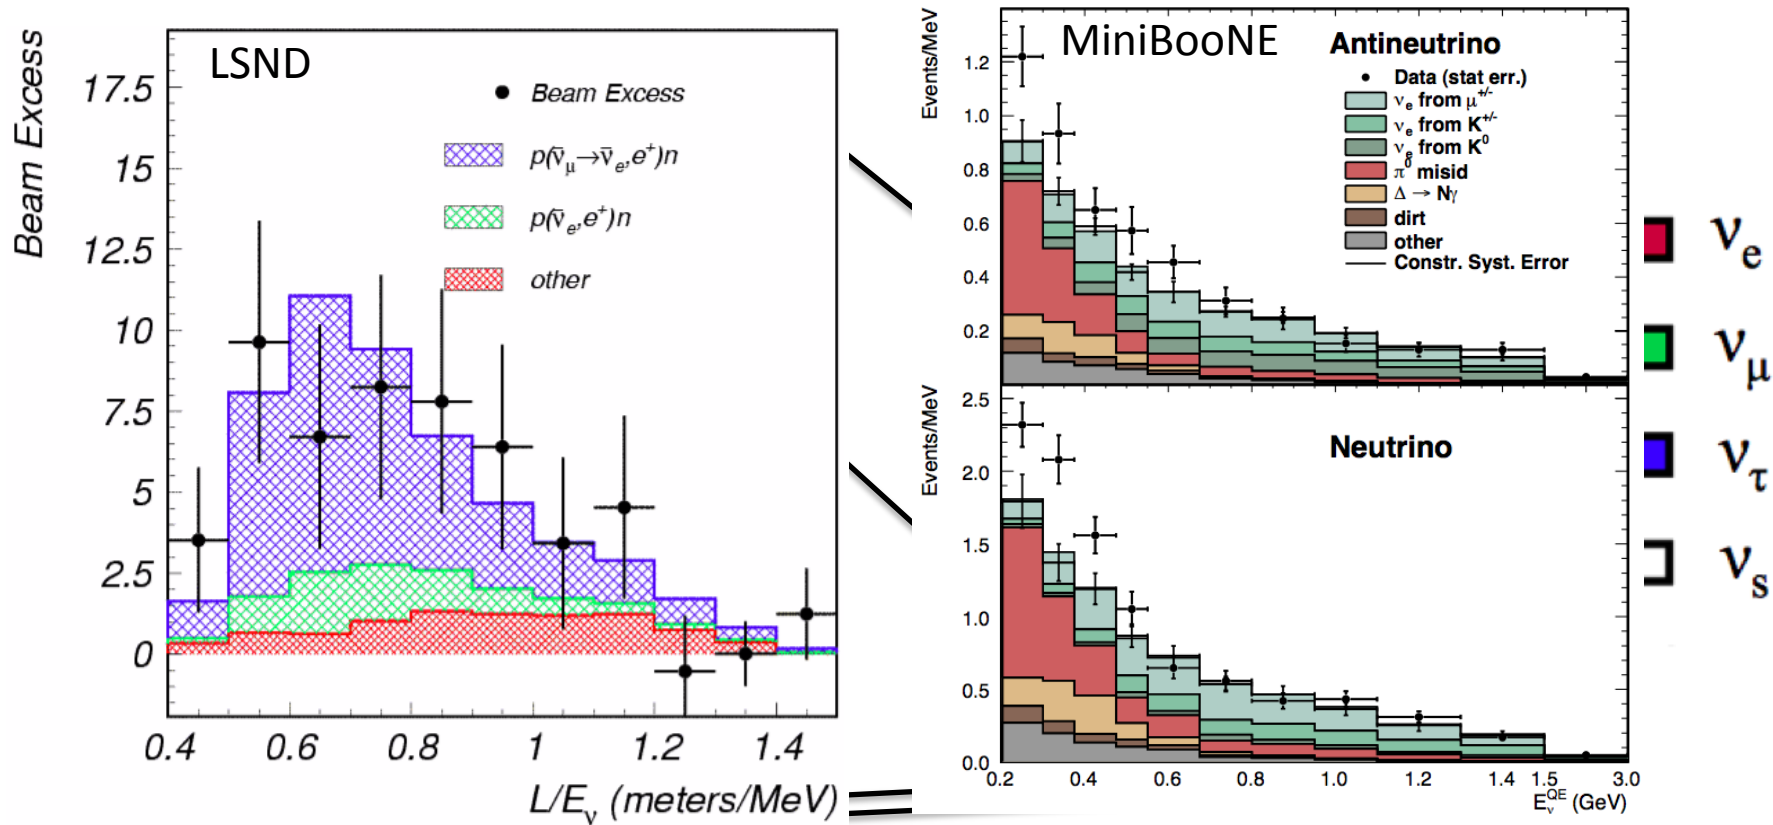 LSND
Beam Excess
17.5
15
12.5
10
7.5
5
2.5
0
Beam Excess
p(ν̄μ→ν̄e,e⁺)n
p(ν̄e,e⁺)n
other
0.4 0.6 0.8 1 1.2 1.4
L/Eν (meters/MeV)
MiniBooNE
Events/MeV
1.2
1.0
0.8
0.6
0.4
0.2
Antineutrino
Data (stat err.)
νe from μ+/-
νe from K+/-
νe from K⁰
π⁰ misid
Δ → Nγ
dirt
other
Constr. Syst. Error
Events/MeV
2.5
2.0
1.5
1.0
0.5
0.0
Neutrino
0.2 0.4 0.6 0.8 1.0 1.2 1.4 1.5 3.0
EνQE (GeV)
νe
νμ
ντ
νs